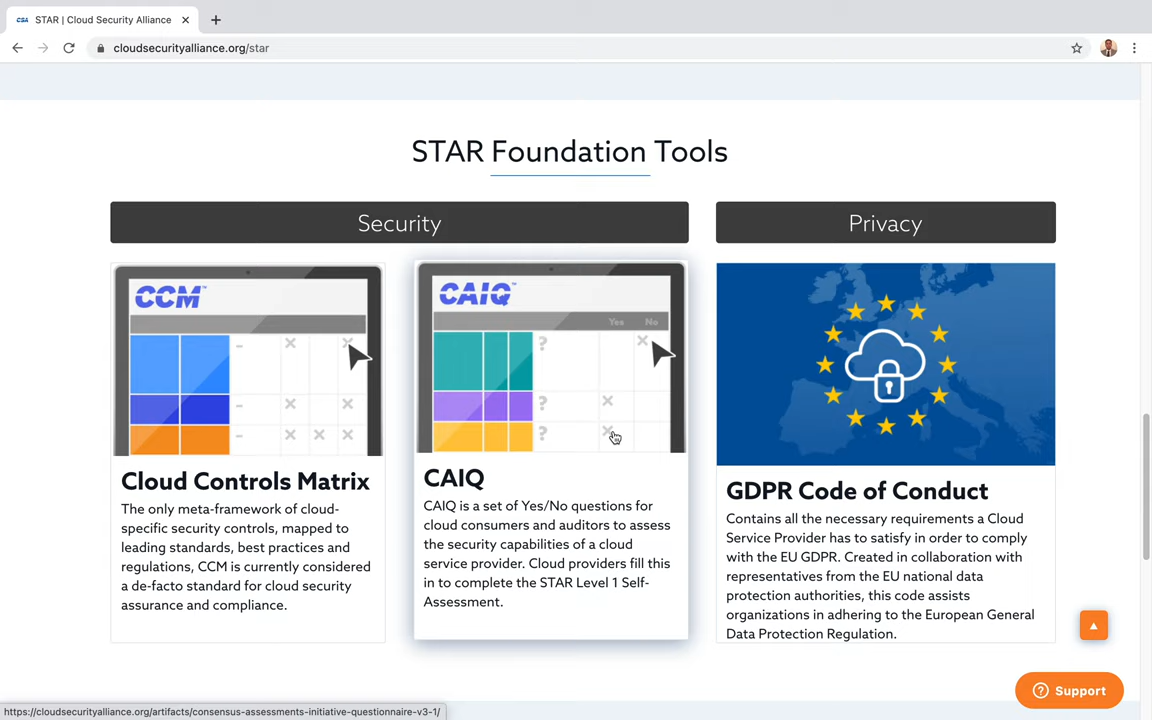 CSA STAR | Cloud Security Alliance
cloudsecurityalliance.org/star
STAR Foundation Tools
Security
Privacy
CCM™
CAIQ™
Yes No
Cloud Controls Matrix
The only meta-framework of cloud-
specific security controls, mapped to
leading standards, best practices and
regulations, CCM is currently considered
a de-facto standard for cloud security
assurance and compliance.
CAIQ
CAIQ is a set of Yes/No questions for
cloud consumers and auditors to assess
the security capabilities of a cloud
service provider. Cloud providers fill this
in to complete the STAR Level 1 Self-
Assessment.
GDPR Code of Conduct
Contains all the necessary requirements a Cloud
Service Provider has to satisfy in order to comply
with the EU GDPR. Created in collaboration with
representatives from the EU national data
protection authorities, this code assists
organizations in adhering to the European General
Data Protection Regulation.
Support
https://cloudsecurityalliance.org/artifacts/consensus-assessments-initiative-questionnaire-v3-1/